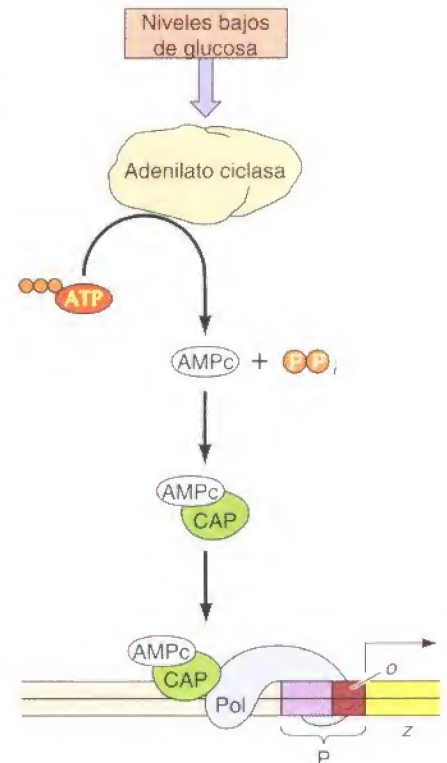 Niveles bajos
de glucosa
Adenilato ciclasa
ATP
AMPc + P P i
AMPc
CAP
AMPc
CAP
Pol
O
Z
P